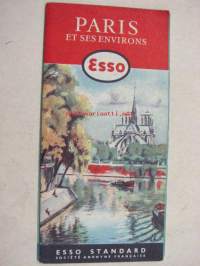 PARIS
ET SES ENVIRONS
Esso
ESSO STANDARD
SOCIÉTÉ ANONYME FRANÇAISE